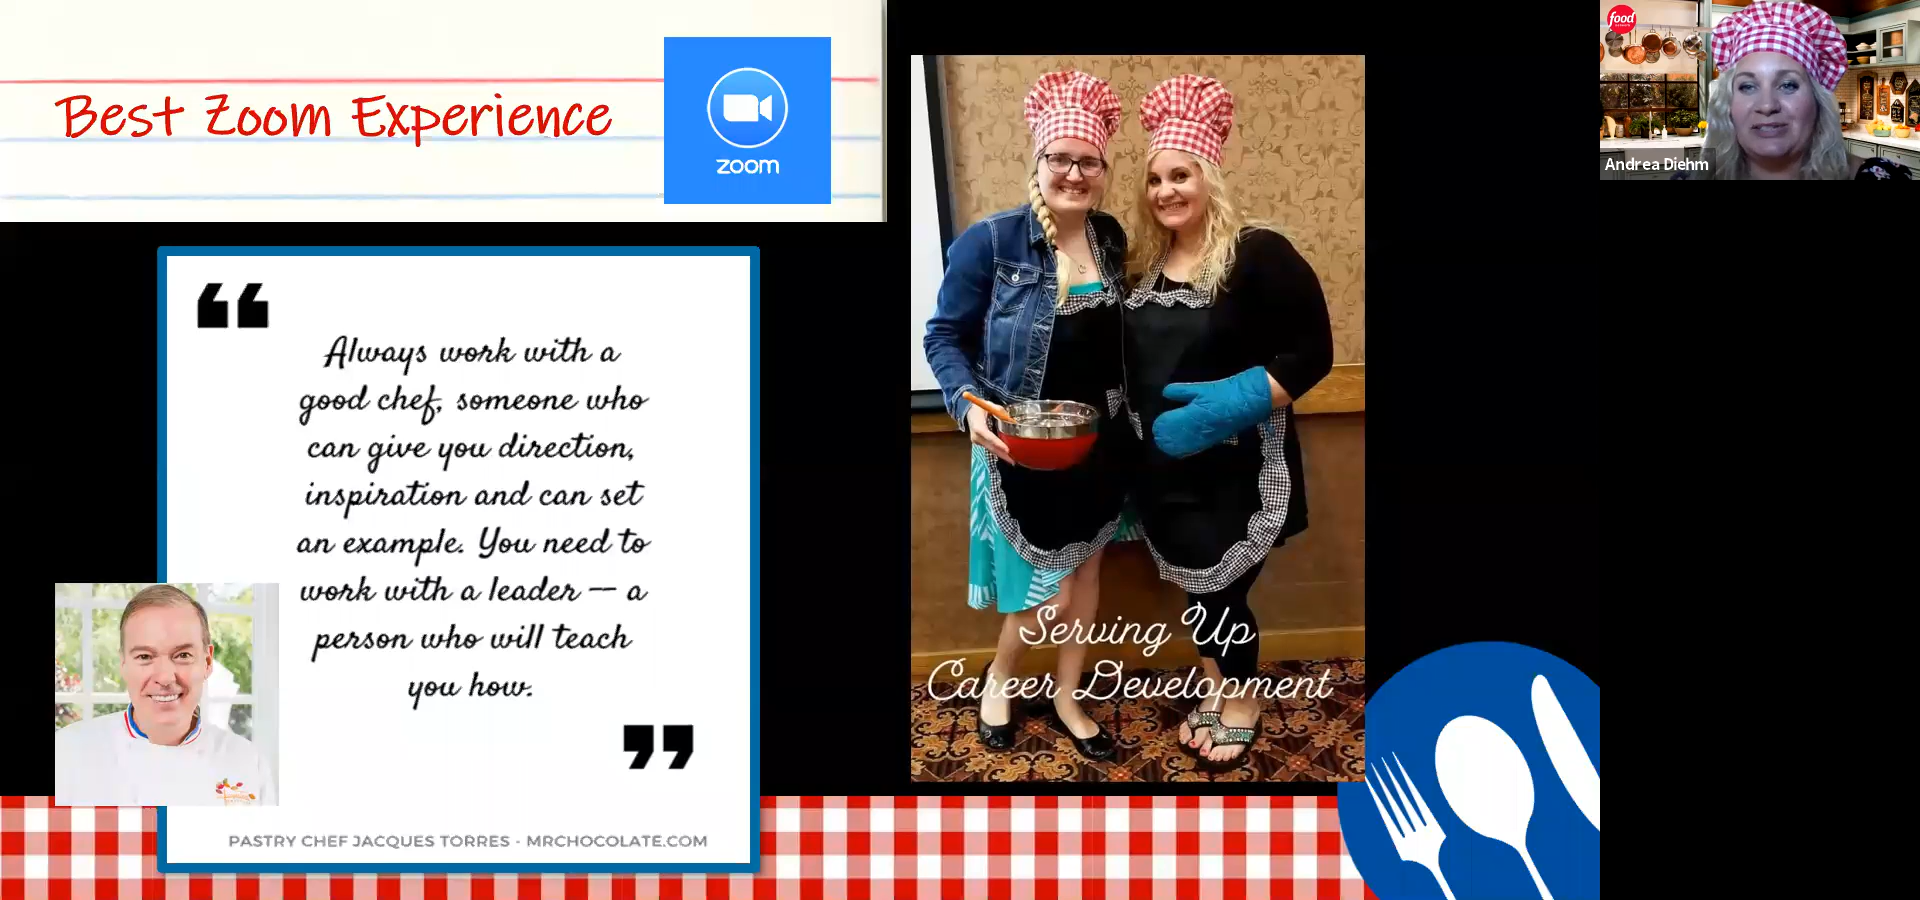 Best Zoom Experience
zoom
Always work with a
good chef, someone who
can give you direction,
inspiration and can set
an example. You need to
work with a leader — a
person who will teach
you how.
PASTRY CHEF JACQUES TORRES - MRCHOCOLATE.COM
Serving Up
Career Development
food
Andrea Diehm